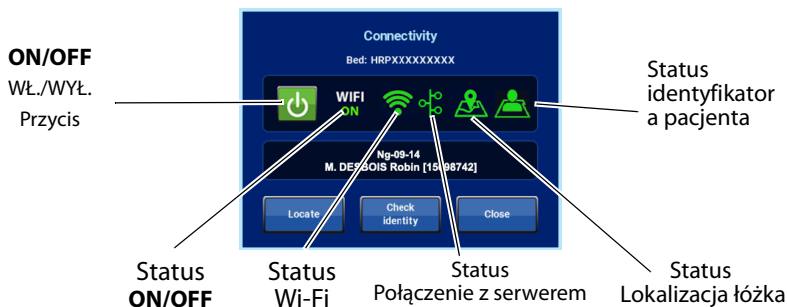 Connectivity
Bed: HRPXXXXXXXXX
ON/OFF
WŁ./WYŁ.
Przycis
WIFI
ON
Status
identyfikator
a pacjenta
Ng-09-14
M. DESBOIS Robin [15098742]
Locate
Check
identity
Close
Status
ON/OFF
Status
Wi-Fi
Status
Połączenie z serwerem
Status
Lokalizacja łóżka